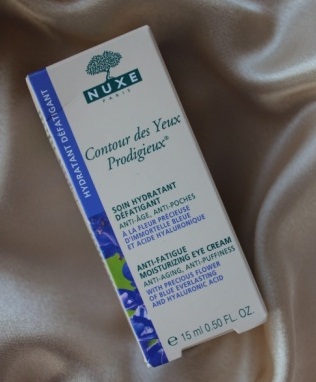 NUXE
PARIS
HYDRATANT DÉFATIGANT
Contour des Yeux
Prodigieux®
SOIN HYDRATANT
DÉFATIGANT
ANTI-ÂGE, ANTI-POCHES
À LA FLEUR PRÉCIEUSE
D'IMMORTELLE BLEUE
ET ACIDE HYALURONIQUE
ANTI-FATIGUE
MOISTURIZING EYE CREAM
ANTI-AGING, ANTI-PUFFINESS
WITH PRECIOUS FLOWER
OF BLUE EVERLASTING
AND HYALURONIC ACID
℮ 15 ml 0.50 FL. OZ.